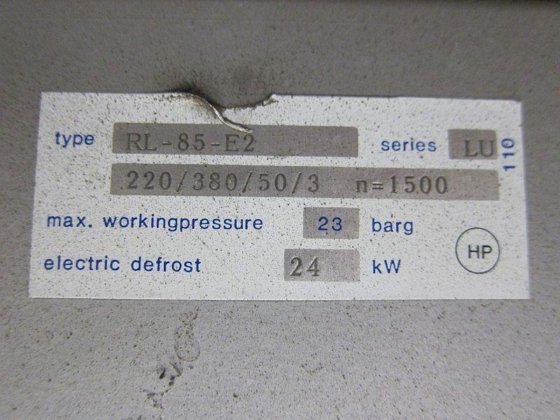 type RL-85-E2 series LU 110
220/380/50/3 n=1500
max. workingpressure 23 barg
electric defrost 24 kW HP